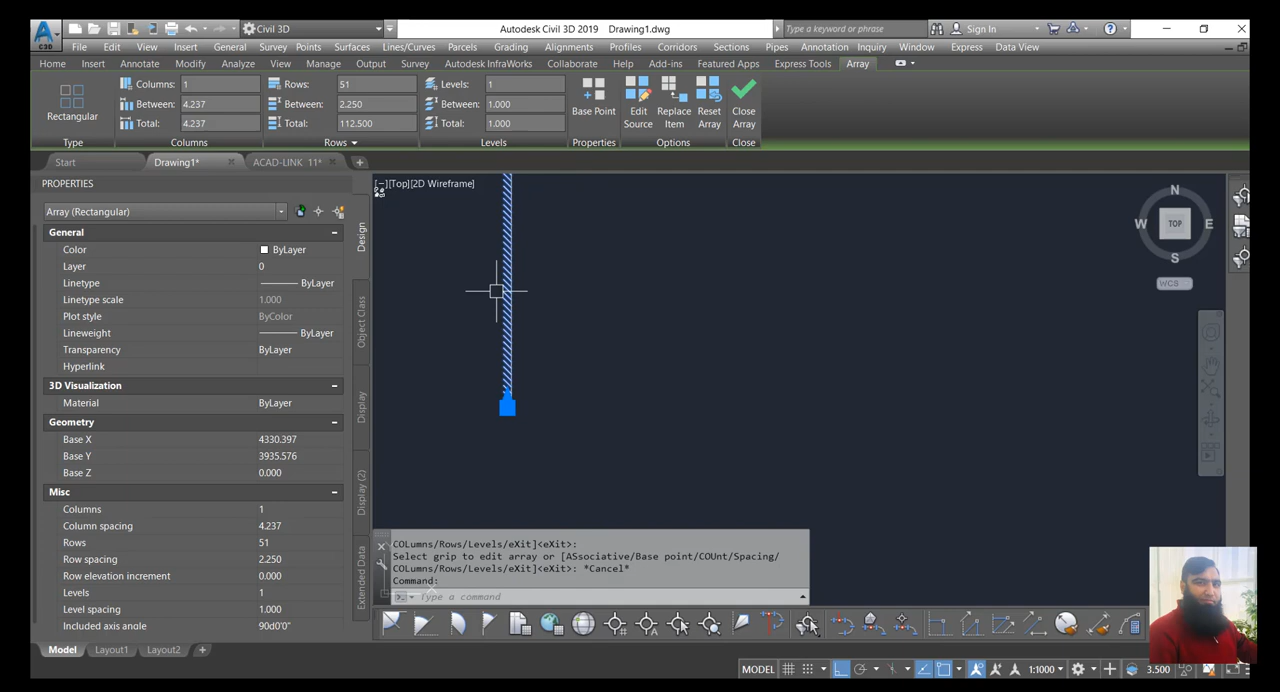 Civil 3D
Autodesk Civil 3D 2019 Drawing1.dwg
Type a keyword or phrase
Sign In
C3D
File Edit View Insert General Survey Points Surfaces Lines/Curves Parcels Grading Alignments Profiles Corridors Sections Pipes Annotation Inquiry Window Express Data View
Home Insert Annotate Modify Analyze View Manage Output Survey Autodesk InfraWorks Collaborate Help Add-ins Featured Apps Express Tools Array
Columns: 1 Rows: 51 Levels: 1
Between: 4.237 Between: 2.250 Between: 1.000
Total: 4.237 Total: 112.500 Total: 1.000
Rectangular
Base Point
Edit Source
Replace Item
Reset Array
Close Array
Type Columns Rows Levels Properties Options Close
Start Drawing1* ACAD-LINK 11*
PROPERTIES
[−][Top][2D Wireframe]
Array (Rectangular)
General
Color ByLayer
Layer 0
Linetype ByLayer
Linetype scale 1.000
Plot style ByColor
Lineweight ByLayer
Transparency ByLayer
Hyperlink
3D Visualization
Material ByLayer
Geometry
Base X 4330.397
Base Y 3935.576
Base Z 0.000
Misc
Columns 1
Column spacing 4.237
Rows 51
Row spacing 2.250
Row elevation increment 0.000
Levels 1
Level spacing 1.000
Included axis angle 90d0'0"
Design
Object Class
Display
Display (2)
Extended Data
N
W TOP E
S
WCS
COLumns/Rows/Levels/eXit]<eXit>:
Select grip to edit array or [ASsociative/Base point/COUnt/Spacing/
COLumns/Rows/Levels/eXit]<eXit>: *Cancel*
Command:
Type a command
Model Layout1 Layout2
MODEL 1:1000 3.500